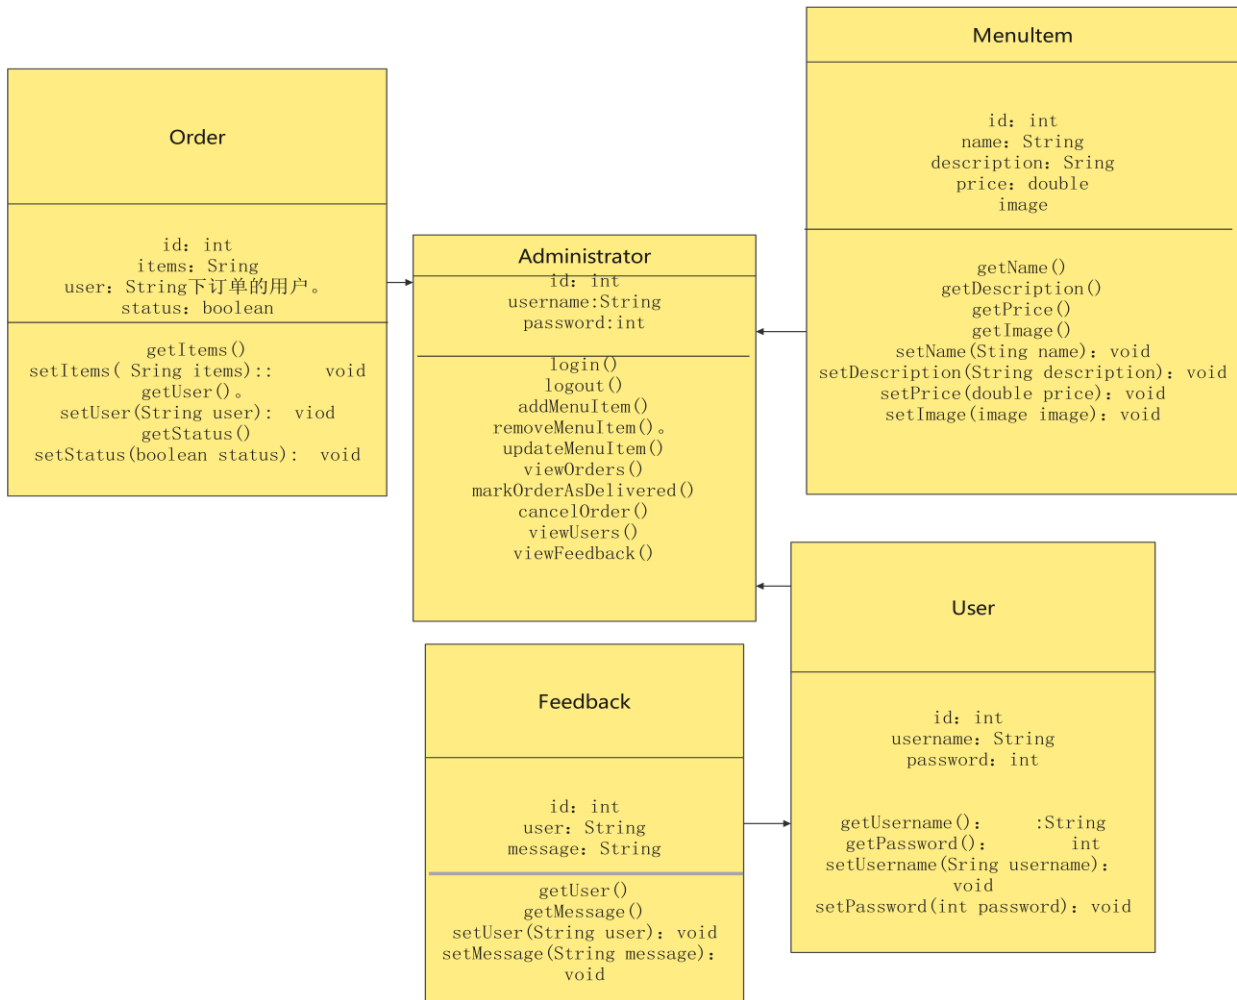 Order
id：int
items：Sring
user：String下订单的用户。
status：boolean
getItems()
setItems( Sring items)：： void
getUser()。
setUser(String user)： viod
getStatus()
setStatus(boolean status)： void
Administrator
id：int
username:String
password:int
login()
logout()
addMenuItem()
removeMenuItem()。
updateMenuItem()
viewOrders()
markOrderAsDelivered()
cancelOrder()
viewUsers()
viewFeedback()
MenuItem
id：int
name：String
description：Sring
price：double
image
getName()
getDescription()
getPrice()
getImage()
setName(Sting name)：void
setDescription(String description)：void
setPrice(double price)：void
setImage(image image)：void
Feedback
id：int
user：String
message：String
getUser()
getMessage()
setUser(String user)：void
setMessage(String message)：
void
User
id：int
username：String
password：int
getUsername()： :String
getPassword()： int
setUsername(Sring username)：
void
setPassword(int password)：void